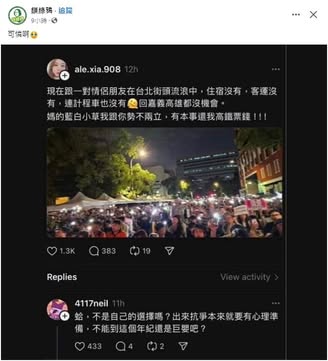 顏綠鴉 · 追蹤
9小時
可憐啊🥺
ale.xia.908 12h
現在跟一對情侶朋友在台北街頭流浪中，住宿沒有，客運沒
有，連計程車也沒有🫠回嘉義高雄都沒機會。
媽的藍白小草我跟你勢不兩立，有本事還我高鐵票錢！!！
1.3K 383 19
Replies
View activity >
4117neil 11h
蛤，不是自己的選擇嗎？出來抗爭本來就要有心理準
備，不能到這個年紀還是巨嬰吧？
433 4 2